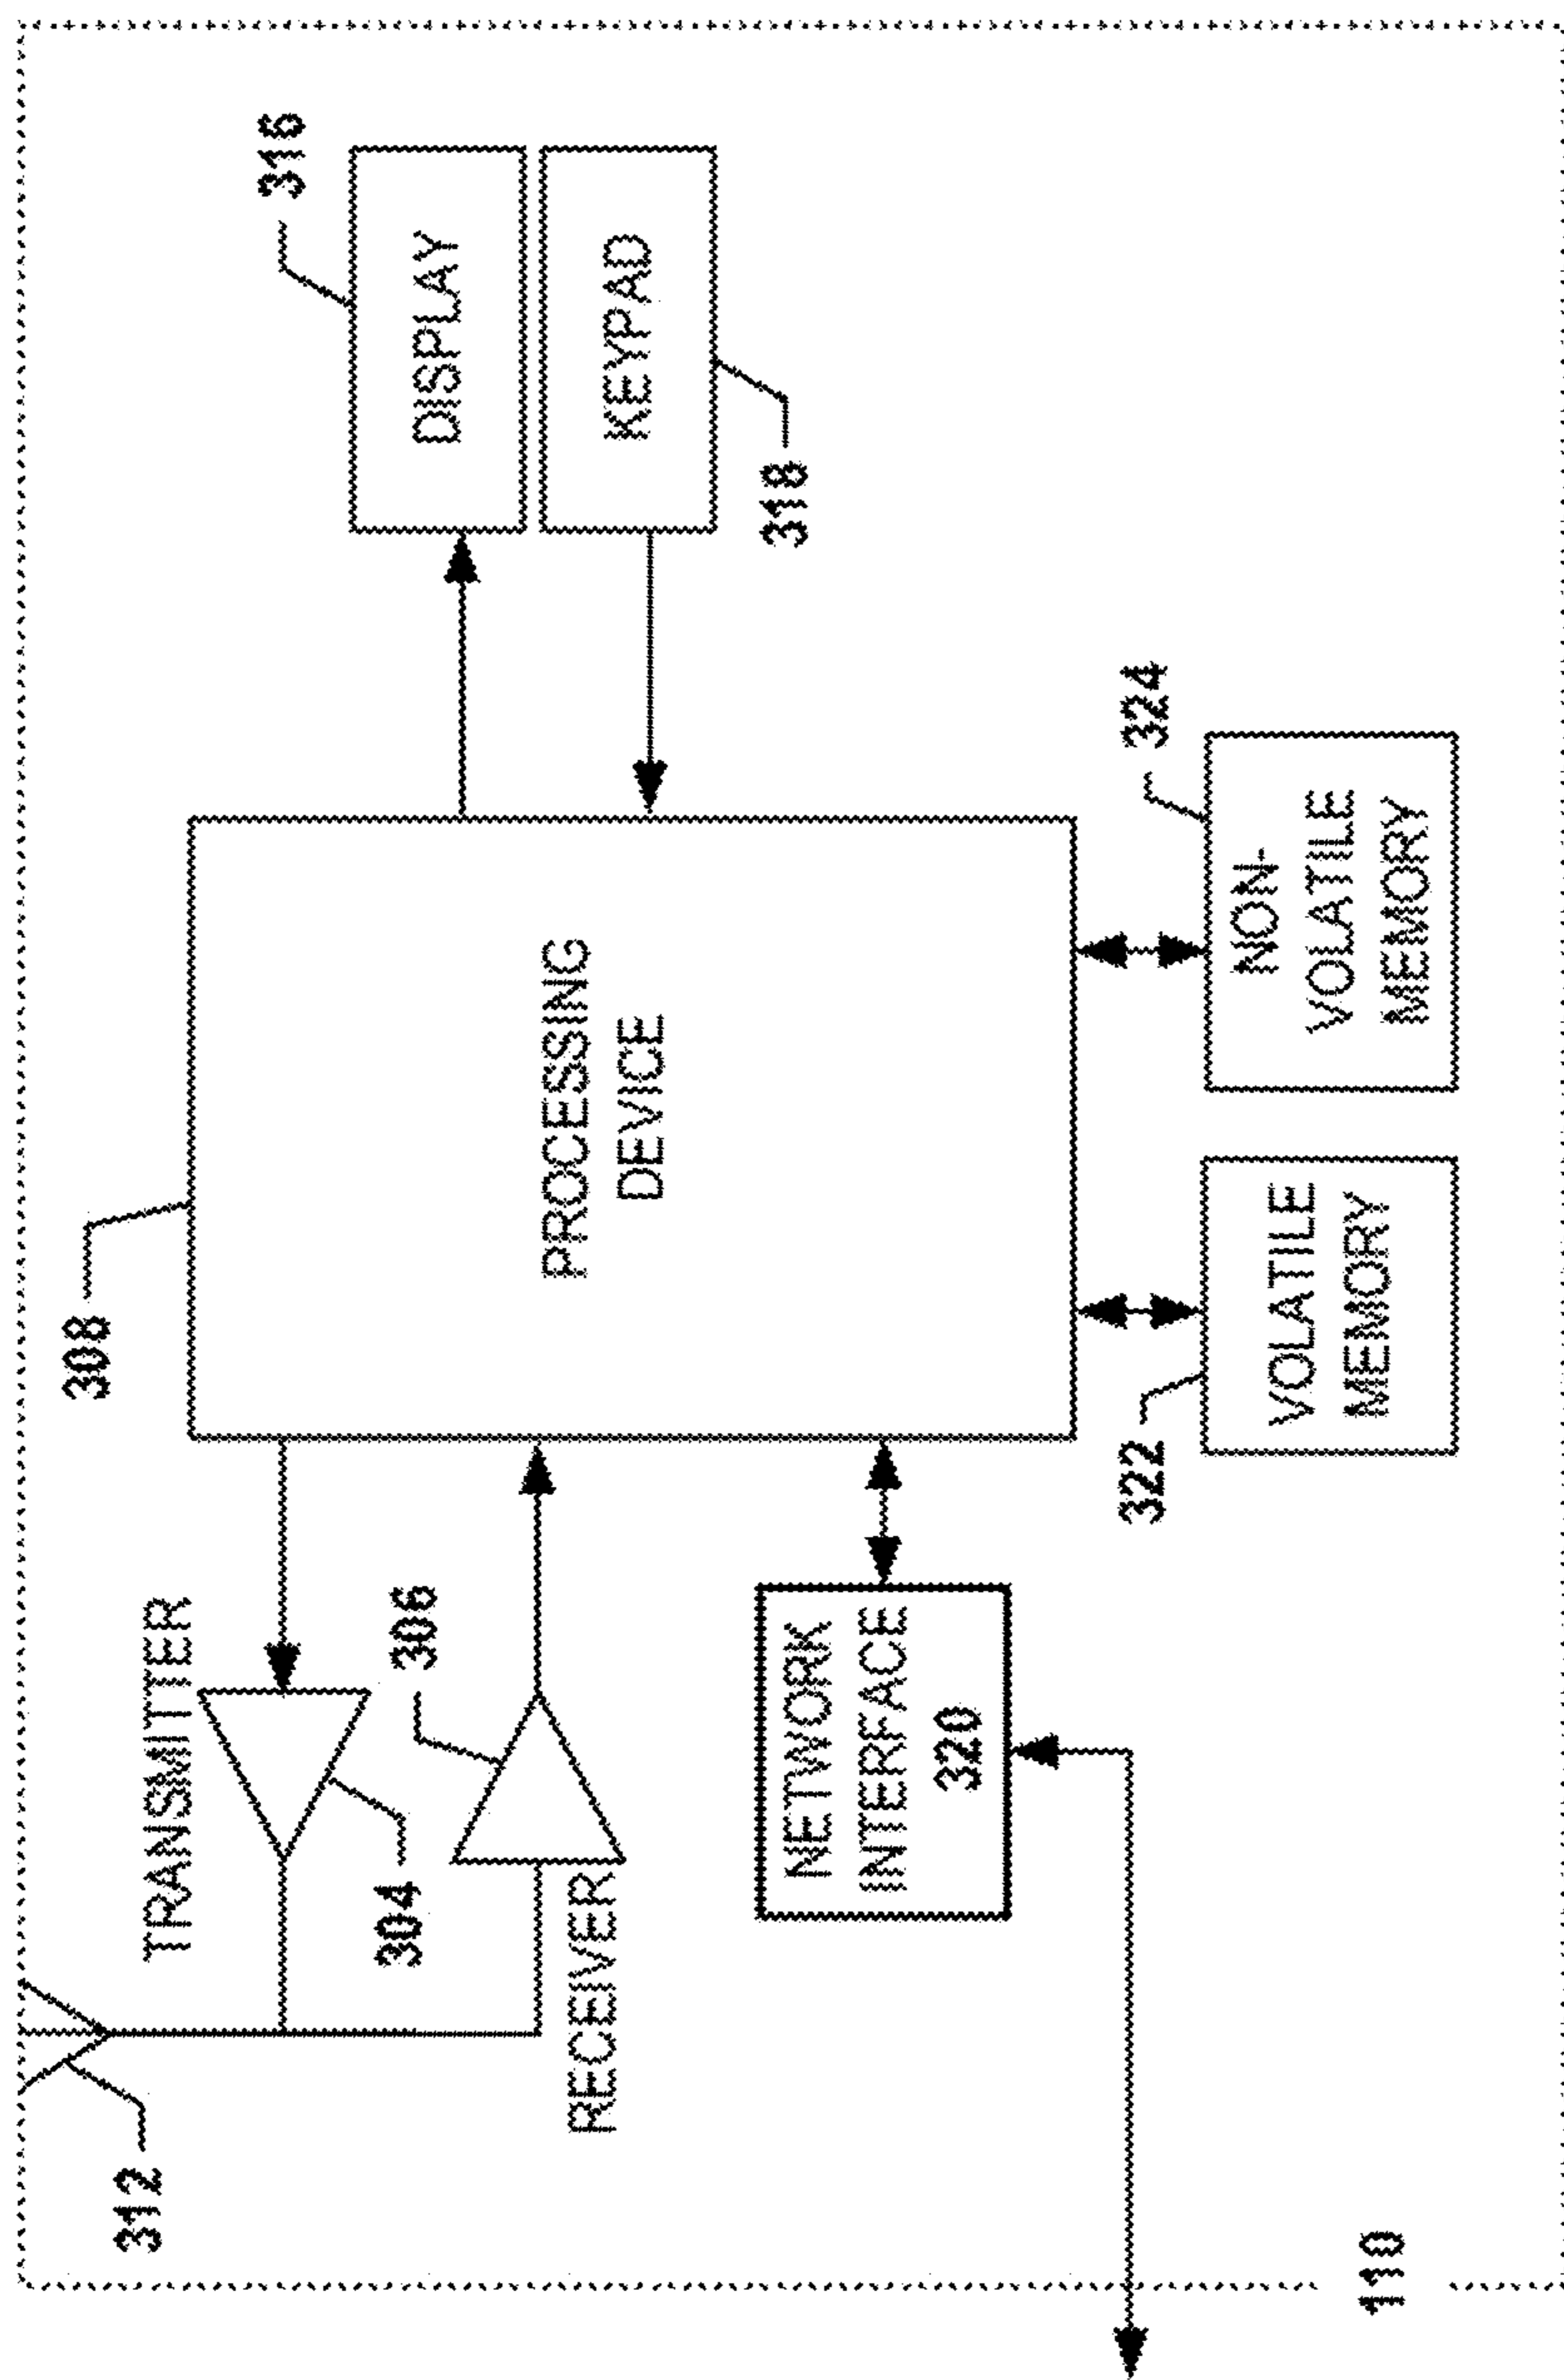 312
TRANSMITTER
304
306
RECEIVER
308
PROCESSING
DEVICE
316
DISPLAY
KEYPAD
318
NETWORK
INTERFACE
320
322
VOLATILE
MEMORY
324
NON-
VOLATILE
MEMORY
110